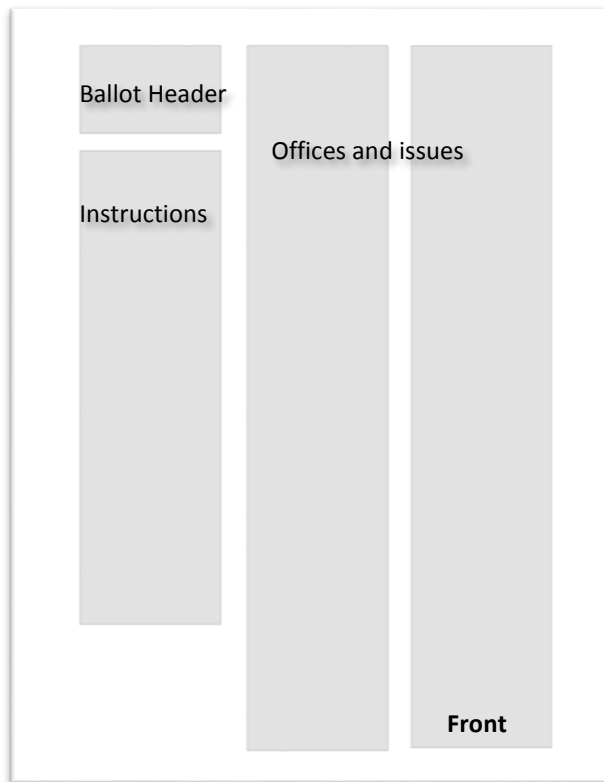 Ballot Header
Instructions
Offices and issues
Front